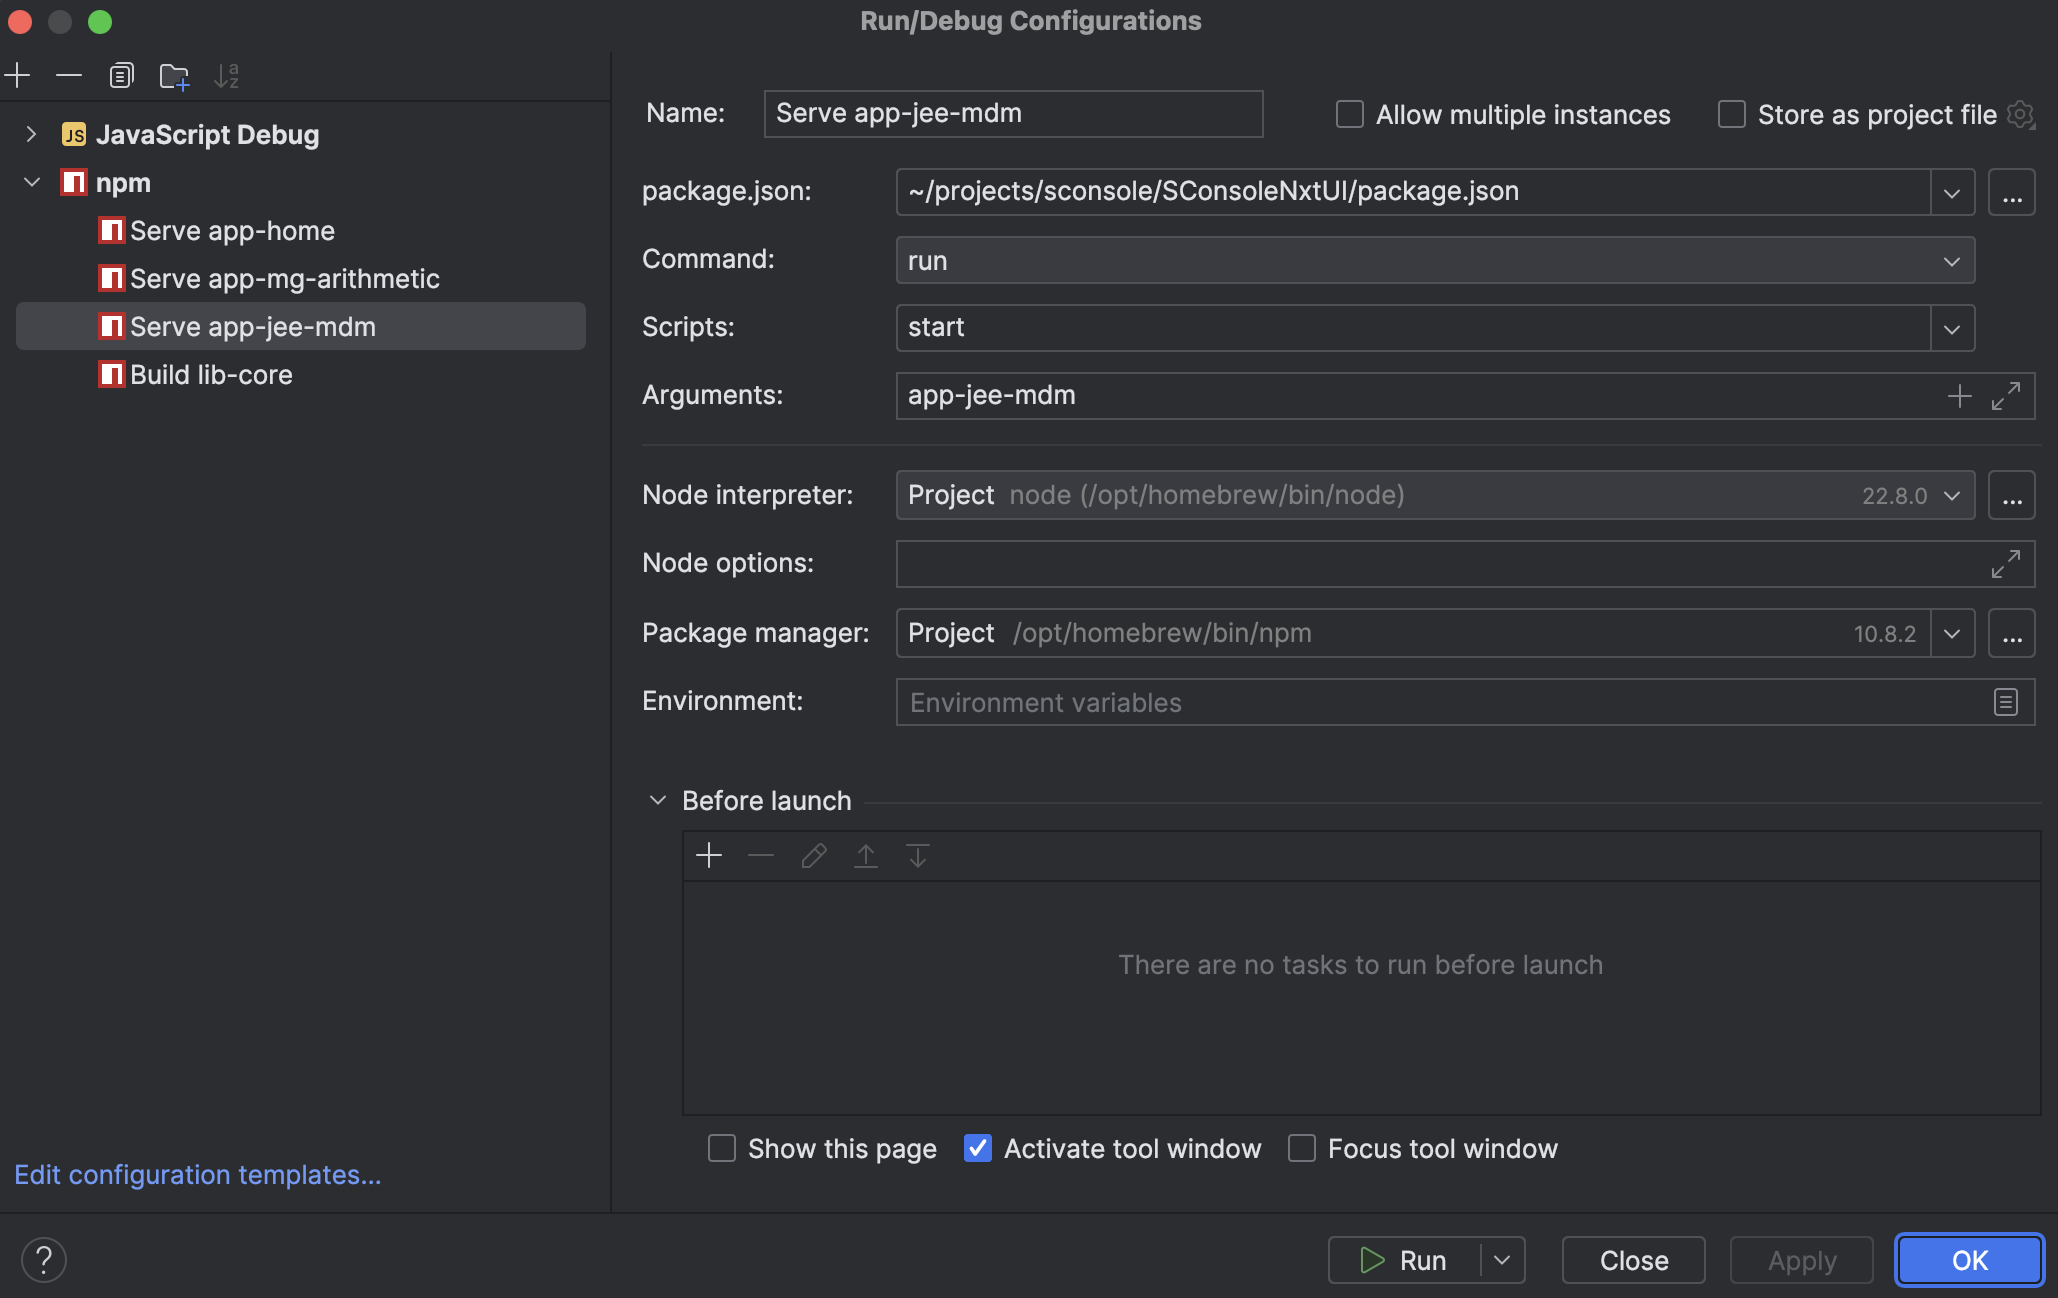 Run/Debug Configurations
JS JavaScript Debug
npm
Serve app-home
Serve app-mg-arithmetic
Serve app-jee-mdm
Build lib-core
Edit configuration templates...
Name: Serve app-jee-mdm Allow multiple instances Store as project file
package.json: ~/projects/sconsole/SConsoleNxtUI/package.json ...
Command: run
Scripts: start
Arguments: app-jee-mdm
Node interpreter: Project node (/opt/homebrew/bin/node) 22.8.0 ...
Node options:
Package manager: Project /opt/homebrew/bin/npm 10.8.2 ...
Environment: Environment variables
Before launch
There are no tasks to run before launch
Show this page Activate tool window Focus tool window
? Run Close Apply OK